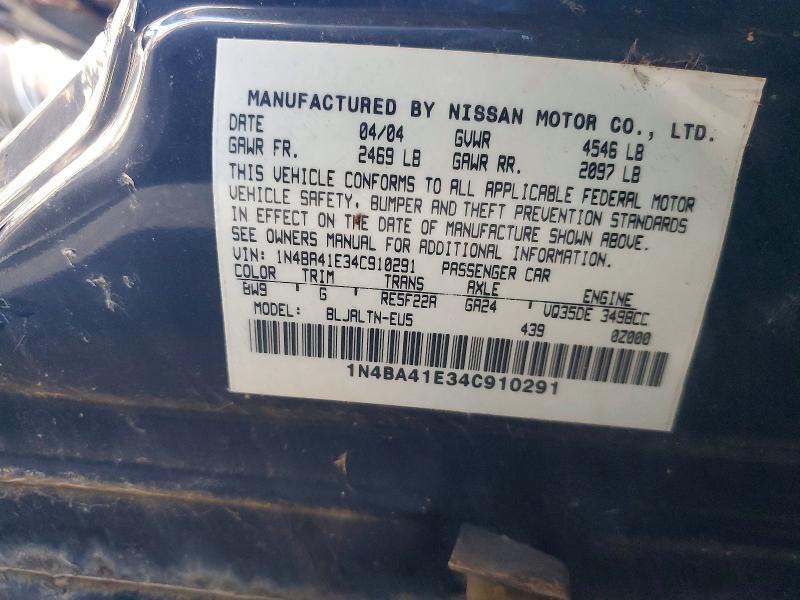 MANUFACTURED BY NISSAN MOTOR CO., LTD.
DATE 04/04 GVWR 4546 LB
GAWR FR. 2469 LB GAWR RR. 2097 LB
THIS VEHICLE CONFORMS TO ALL APPLICABLE FEDERAL MOTOR
VEHICLE SAFETY, BUMPER AND THEFT PREVENTION STANDARDS
IN EFFECT ON THE DATE OF MANUFACTURE SHOWN ABOVE.
SEE OWNERS MANUAL FOR ADDITIONAL INFORMATION.
VIN: 1N4BA41E34C910291 PASSENGER CAR
COLOR TRIM TRANS AXLE ENGINE
BW9 G RE5F22A GA24 VQ35DE 3498CC
MODEL: BLJALTN-EU5 439 0Z000
1N4BA41E34C910291